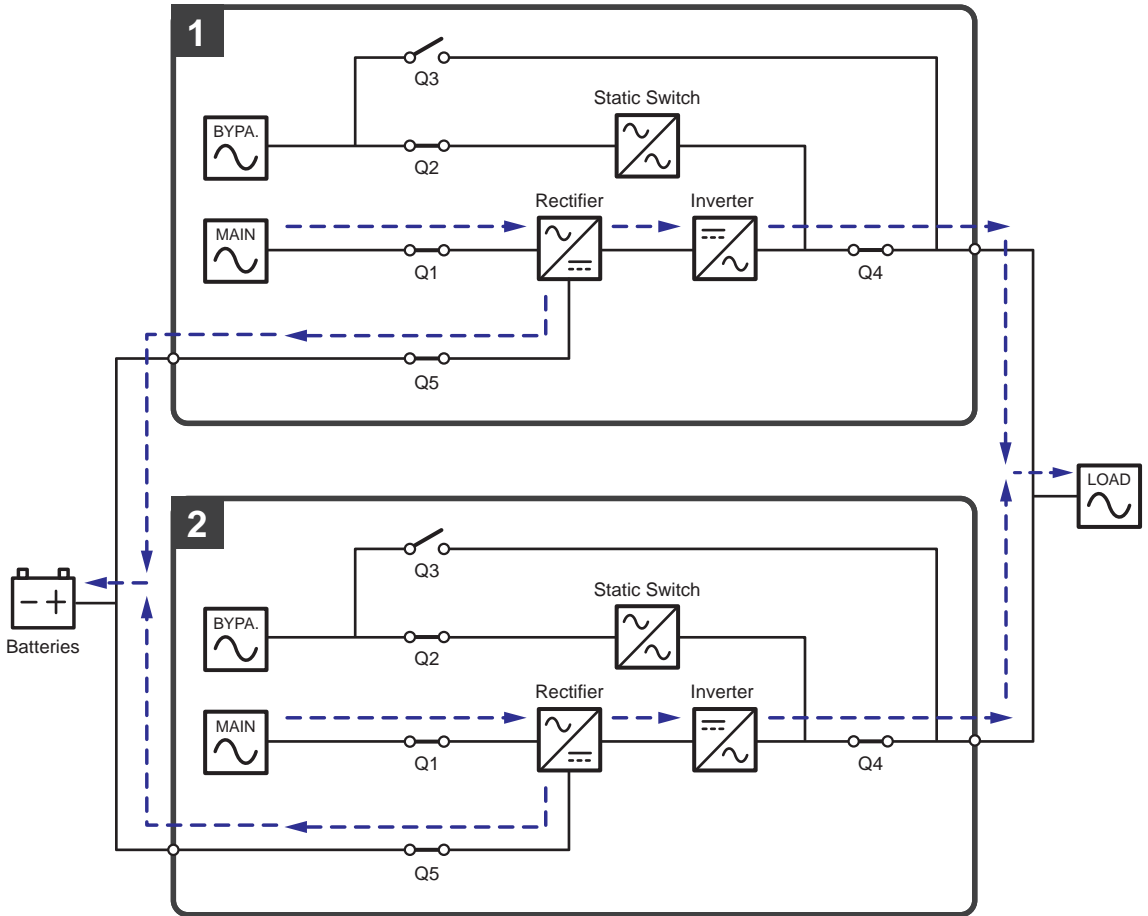 1
Q3
Static Switch
BYPA.
Q2
Rectifier
Inverter
MAIN
Q1
Q4
Q5
LOAD
2
Q3
Static Switch
BYPA.
Q2
Batteries
Rectifier
Inverter
MAIN
Q1
Q4
Q5